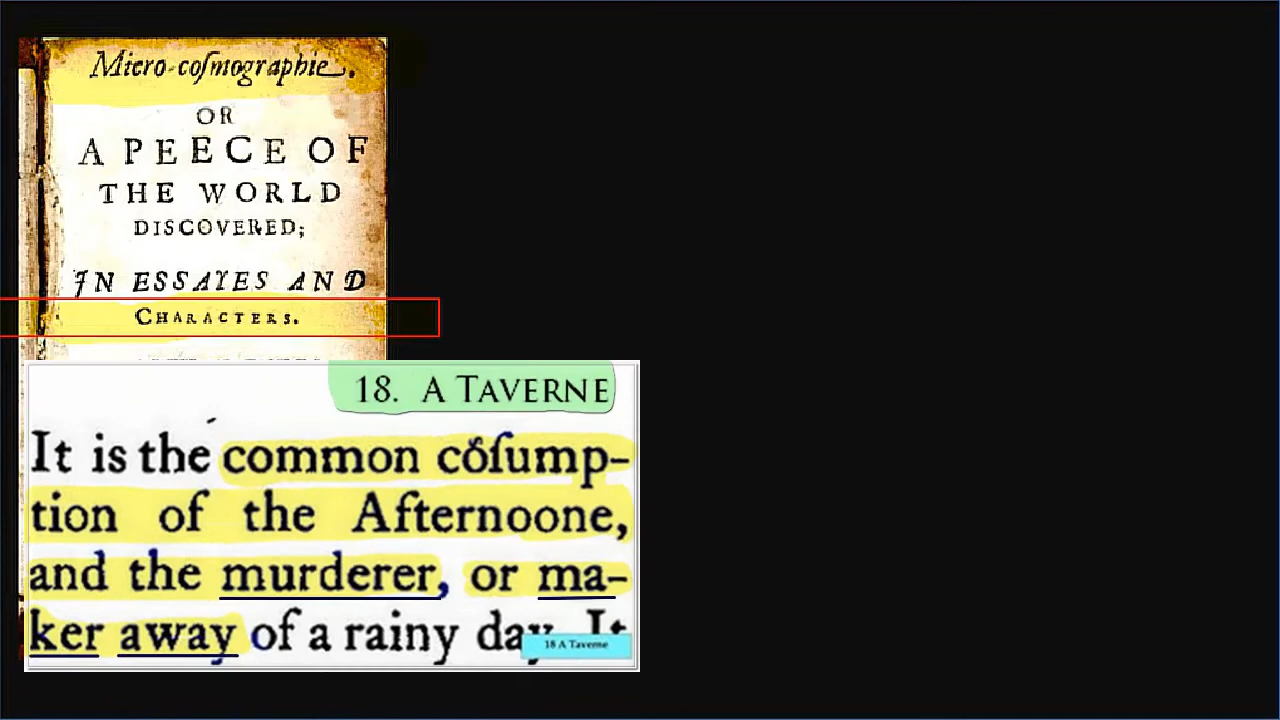 Micro-coſmographie.
OR
A PEECE OF
THE WORLD
DISCOVERED;
IN ESSAYES AND
CHARACTERS.
18. A TAVERNE
It is the common cõſump-
tion of the Afternoone,
and the murderer, or ma-
ker away of a rainy day. It
18 A Taverne